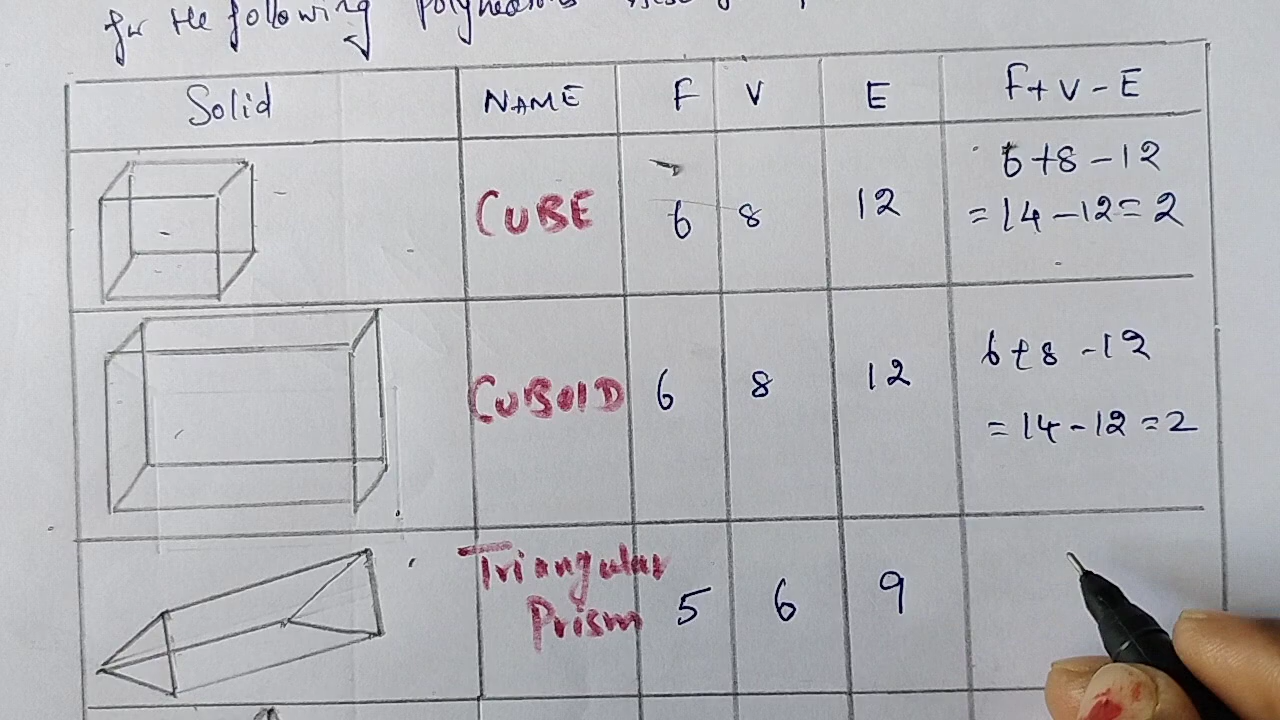 for the following
Solid NAME F V E F+V-E
CUBE 6 8 12 6+8-12
=14-12=2
CUBOID 6 8 12 6+8-12
=14-12=2
Triangular
Prism 5 6 9